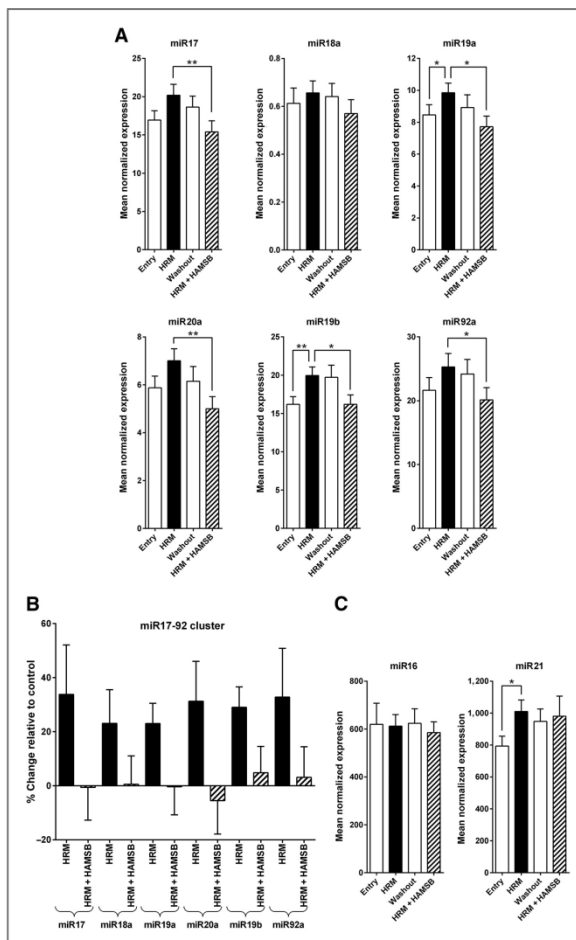 A
miR17
miR18a
miR19a
Mean normalized expression
25
20
15
10
5
0
**
Entry
HRM
Washout
HRM + HAMSB
Mean normalized expression
0.8
0.6
0.4
0.2
0.0
Entry
HRM
Washout
HRM + HAMSB
Mean normalized expression
12
10
8
6
4
2
0
*
*
Entry
HRM
Washout
HRM + HAMSB
miR20a
miR19b
miR92a
Mean normalized expression
8
6
4
2
0
**
Entry
HRM
Washout
HRM + HAMSB
Mean normalized expression
25
20
15
10
5
0
**
*
Entry
HRM
Washout
HRM + HAMSB
Mean normalized expression
30
20
10
0
*
Entry
HRM
Washout
HRM + HAMSB
B
miR17-92 cluster
% Change relative to control
60
40
20
0
−20
HRM
HRM + HAMSB
HRM
HRM + HAMSB
HRM
HRM + HAMSB
HRM
HRM + HAMSB
HRM
HRM + HAMSB
HRM
HRM + HAMSB
miR17
miR18a
miR19a
miR20a
miR19b
miR92a
C
miR16
miR21
Mean normalized expression
1,000
800
600
400
200
0
Entry
HRM
Washout
HRM + HAMSB
Mean normalized expression
1,200
1,000
800
600
400
200
0
*
Entry
HRM
Washout
HRM + HAMSB